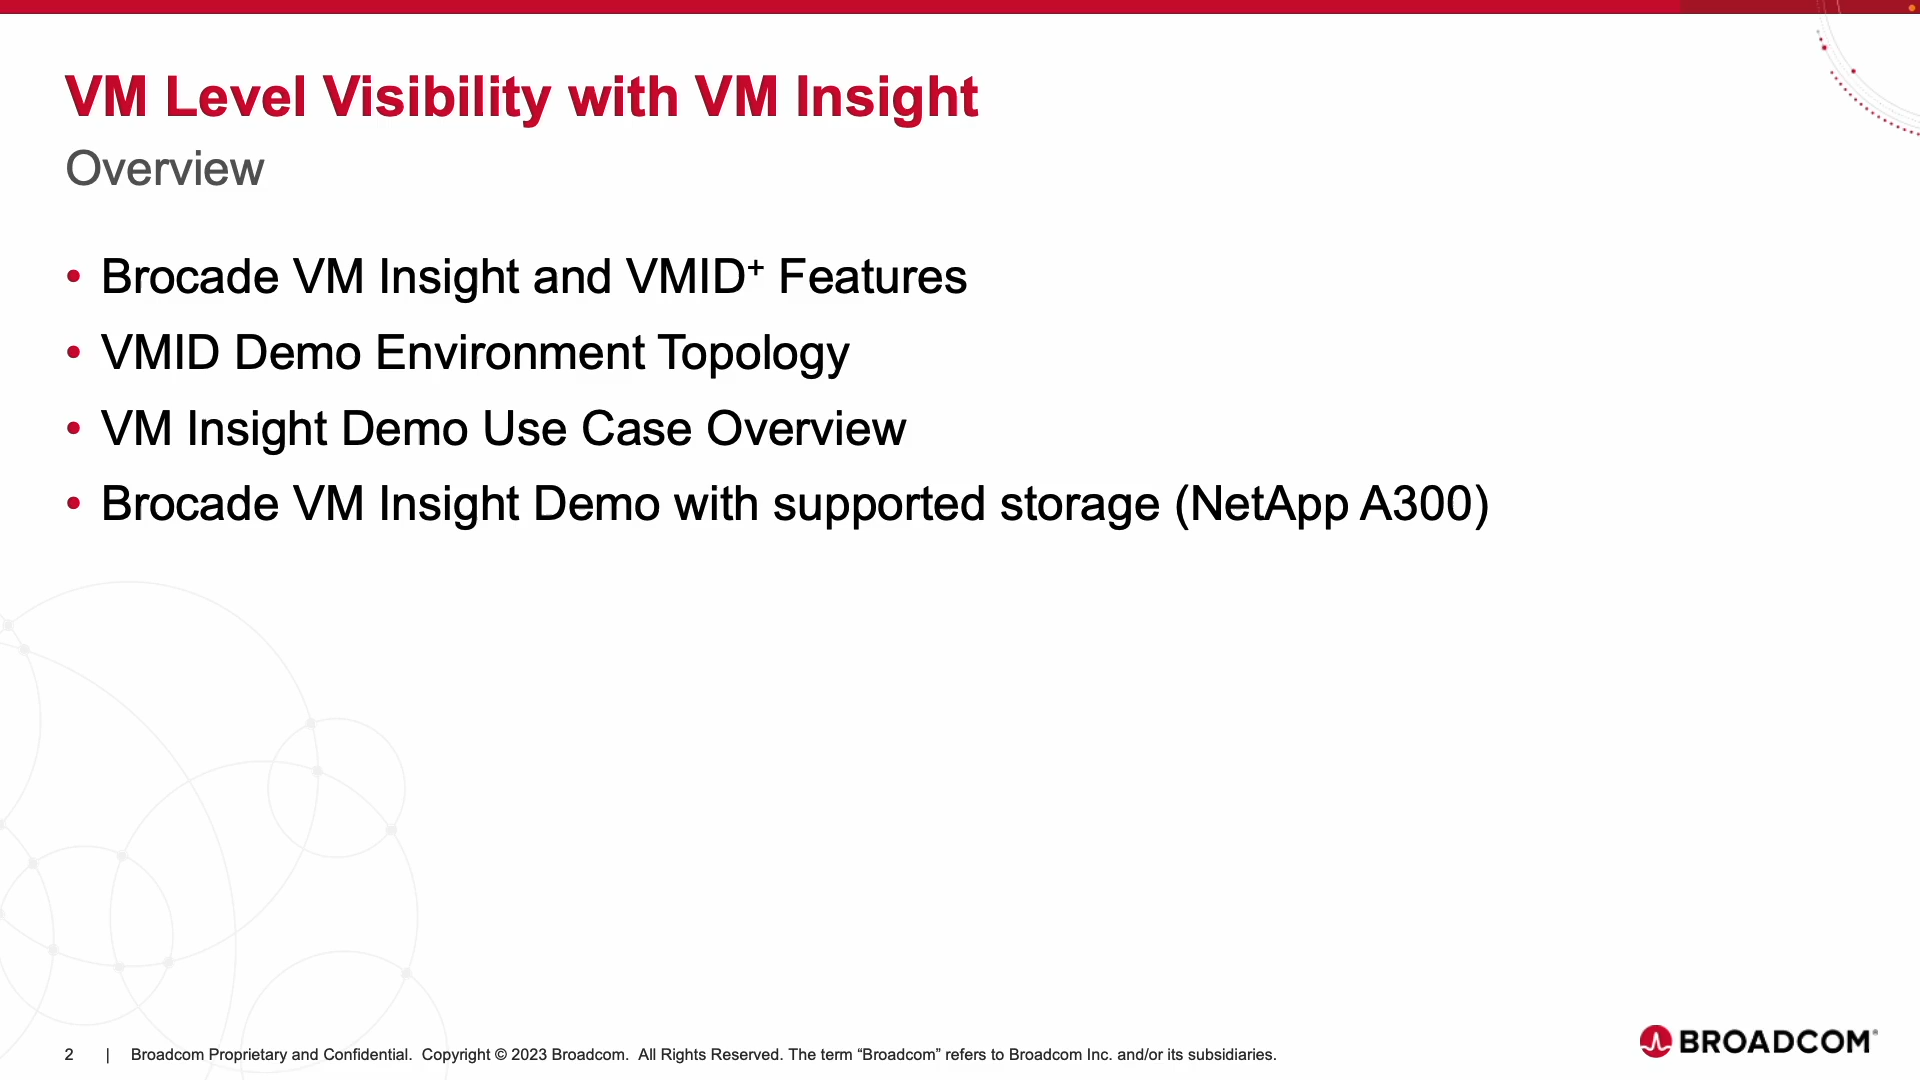 VM Level Visibility with VM Insight
Overview
• Brocade VM Insight and VMID⁺ Features
• VMID Demo Environment Topology
• VM Insight Demo Use Case Overview
• Brocade VM Insight Demo with supported storage (NetApp A300)
2 | Broadcom Proprietary and Confidential. Copyright © 2023 Broadcom. All Rights Reserved. The term “Broadcom” refers to Broadcom Inc. and/or its subsidiaries.
BROADCOM®